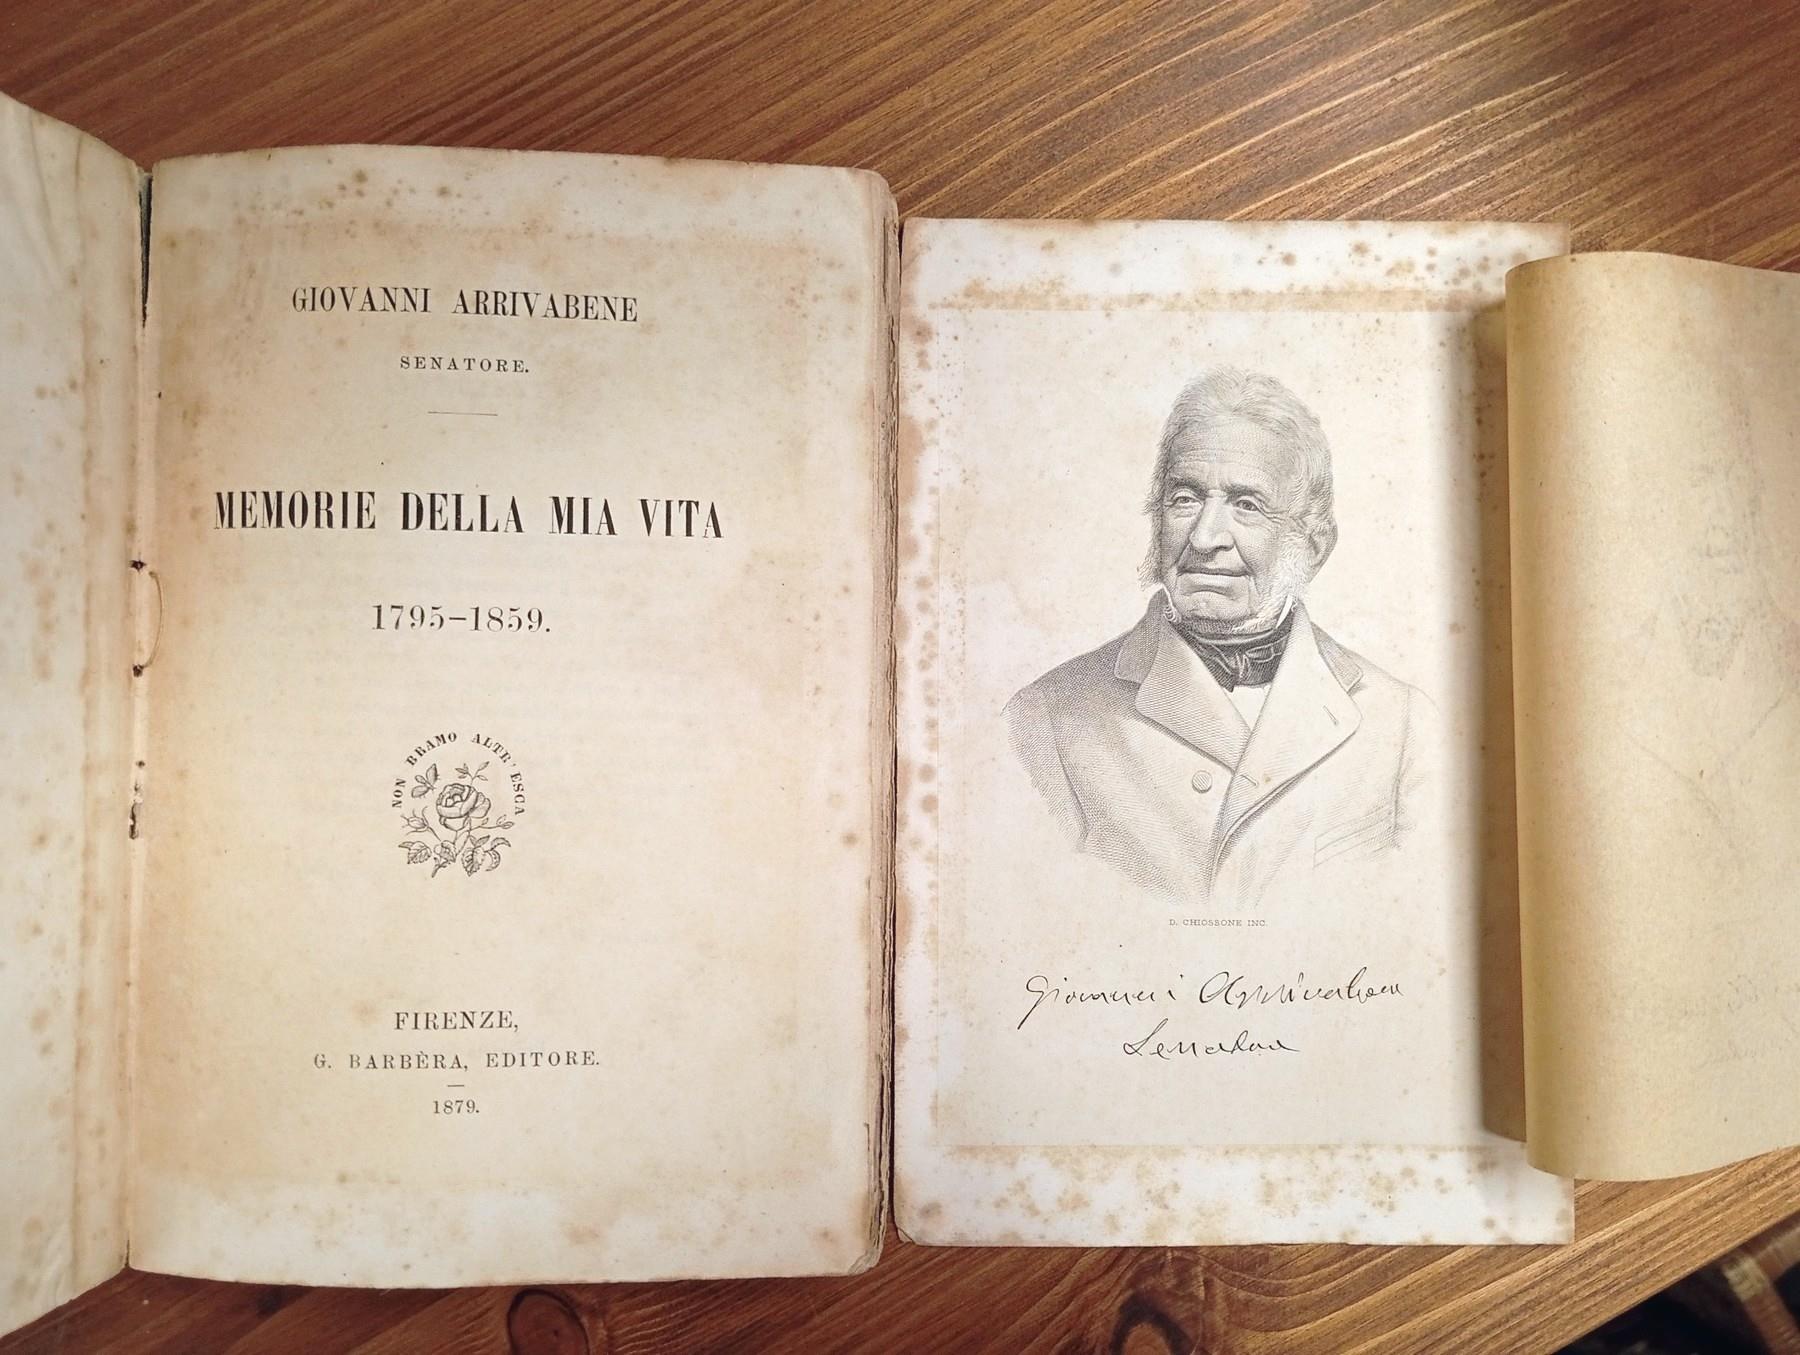 GIOVANNI ARRIVABENE
SENATORE.
MEMORIE DELLA MIA VITA
1795–1859.
NON BRAMO ALTR' ESCA
FIRENZE,
G. BARBÈRA, EDITORE.
1879.
D. CHIOSSONE INC.
Giovanni Arrivabene
Senatore